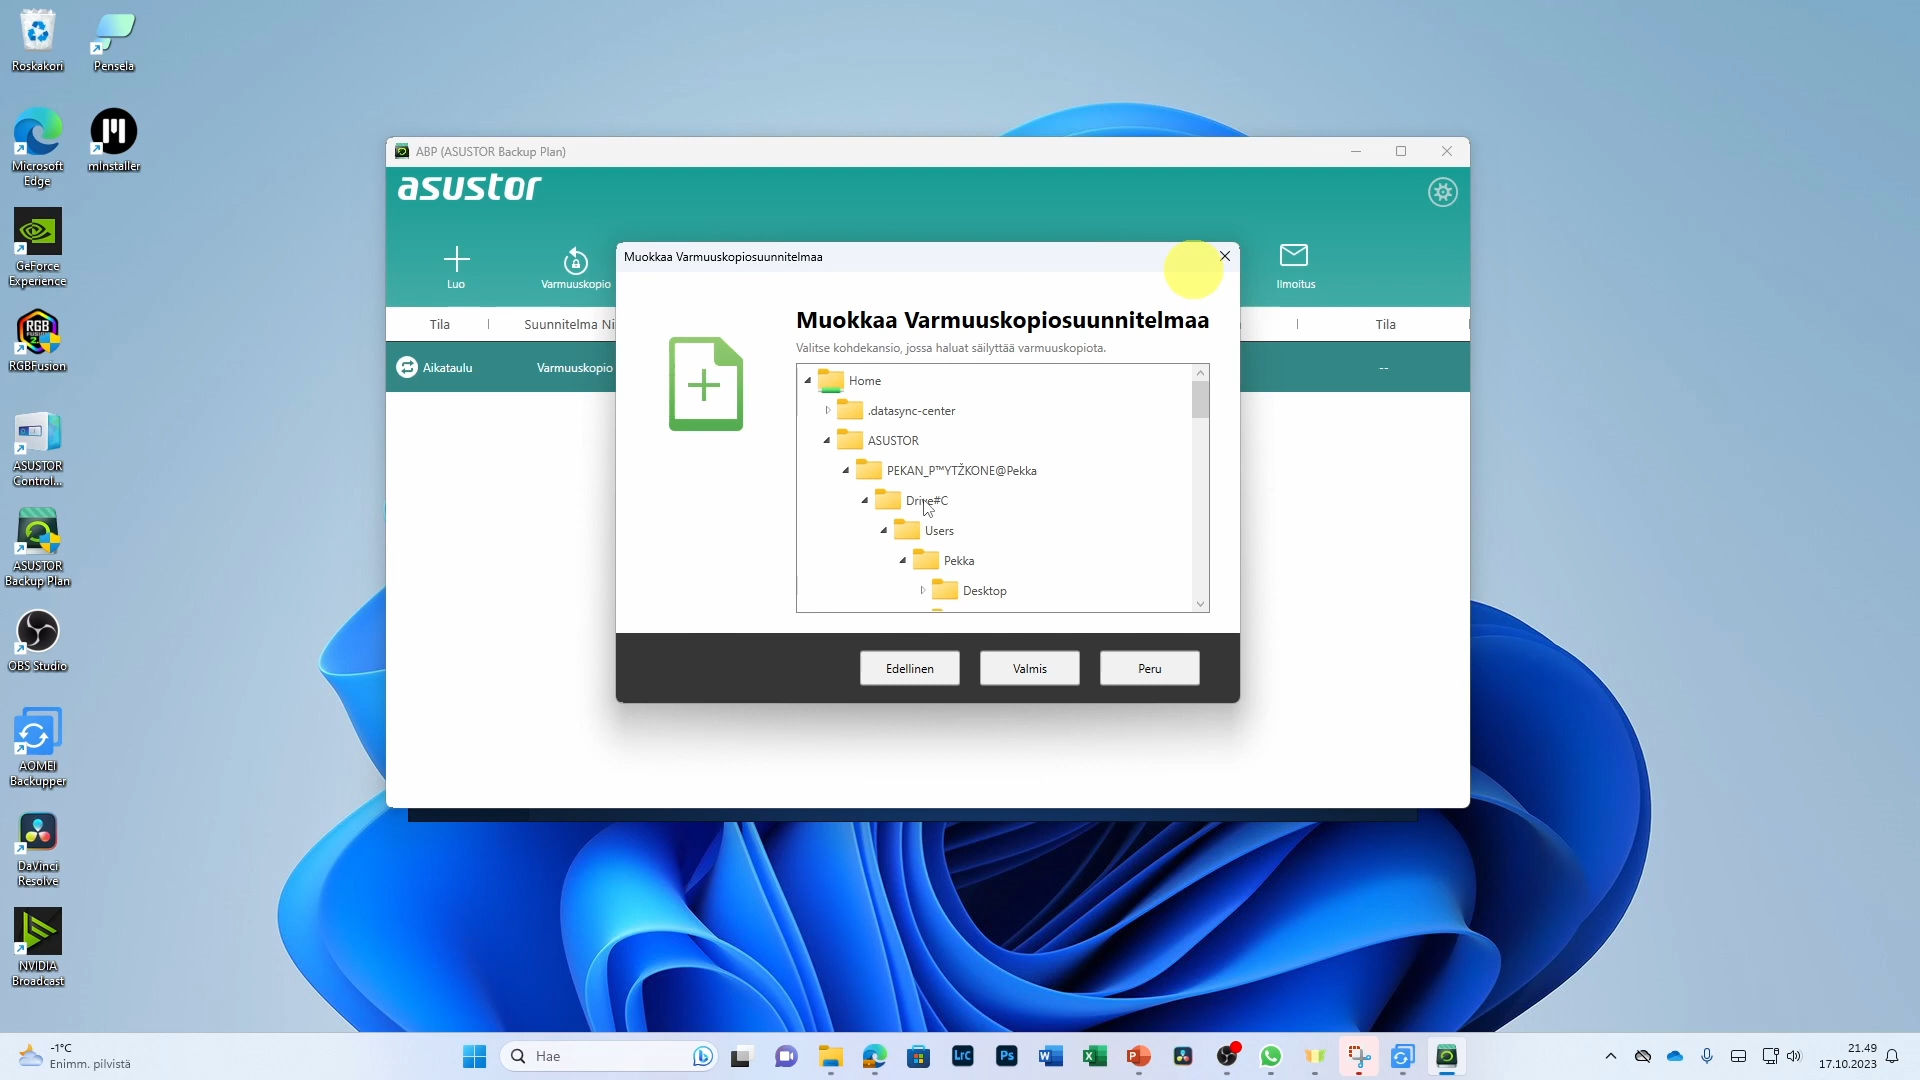 Roskakori
Pensela
Microsoft
Edge
mInstaller
GeForce
Experience
RGBFusion
ASUSTOR
Control...
ASUSTOR
Backup Plan
OBS Studio
AOMEI
Backupper
DaVinci
Resolve
NVIDIA
Broadcast
ABP (ASUSTOR Backup Plan)
asustor
Luo
Varmuuskopio
Ilmoitus
Tila
Suunnitelma Ni
Tila
Aikataulu
Varmuuskopio
--
Muokkaa Varmuuskopiosuunnitelmaa
Muokkaa Varmuuskopiosuunnitelmaa
Valitse kohdekansio, jossa haluat säilyttää varmuuskopiota.
Home
.datasync-center
ASUSTOR
PEKAN_P™YTŽKONE@Pekka
Drive#C
Users
Pekka
Desktop
Edellinen
Valmis
Peru
-1°C
Enimm. pilvistä
Hae
Lrc
Ps
21.49
17.10.2023